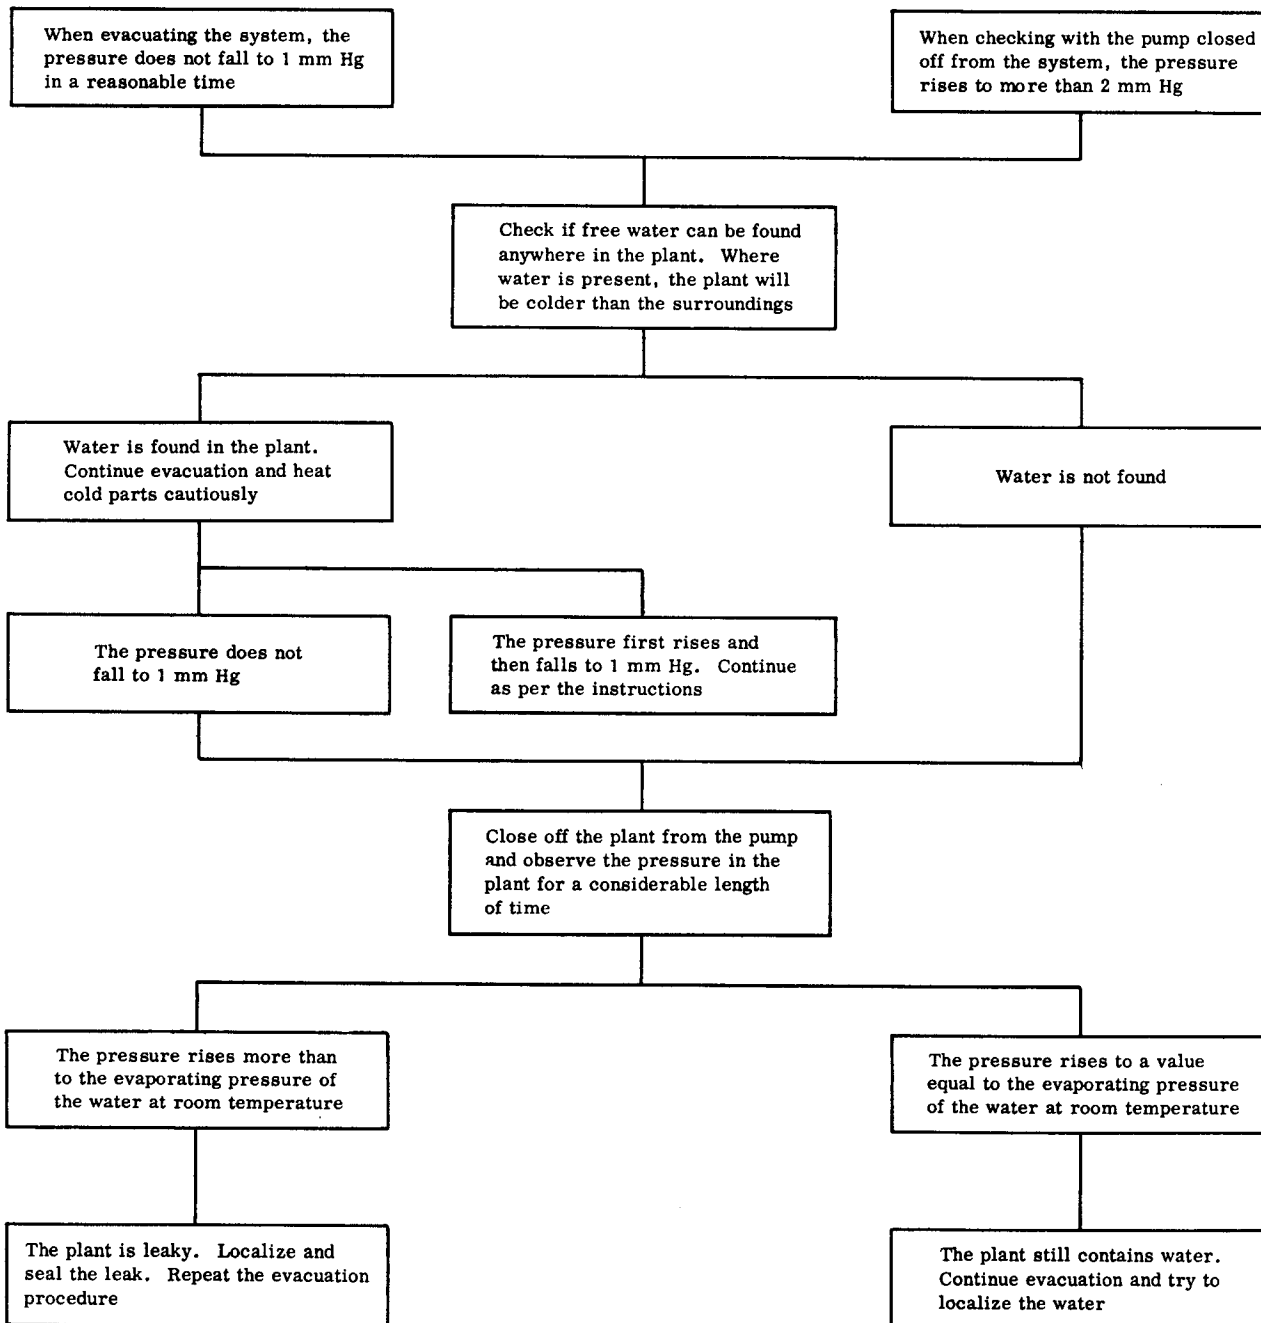 When evacuating the system, the
pressure does not fall to 1 mm Hg
in a reasonable time
When checking with the pump closed
off from the system, the pressure
rises to more than 2 mm Hg
Check if free water can be found
anywhere in the plant. Where
water is present, the plant will
be colder than the surroundings
Water is found in the plant.
Continue evacuation and heat
cold parts cautiously
Water is not found
The pressure does not
fall to 1 mm Hg
The pressure first rises and
then falls to 1 mm Hg. Continue
as per the instructions
Close off the plant from the pump
and observe the pressure in the
plant for a considerable length
of time
The pressure rises more than
to the evaporating pressure of
the water at room temperature
The pressure rises to a value
equal to the evaporating pressure
of the water at room temperature
The plant is leaky. Localize and
seal the leak. Repeat the evacuation
procedure
The plant still contains water.
Continue evacuation and try to
localize the water